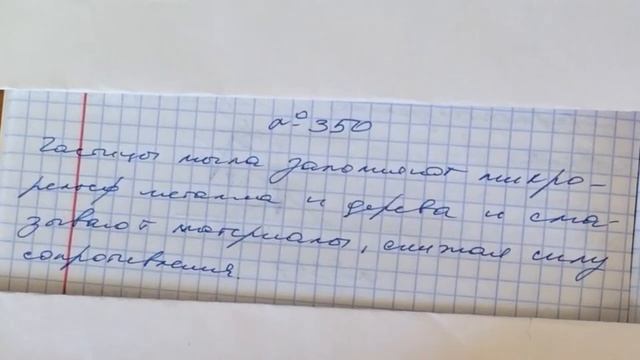 № 350
Частицы мыла заполняют микро-
рельеф металла и дерева и сма-
зывают материалы, снижая силу
сопротивления.